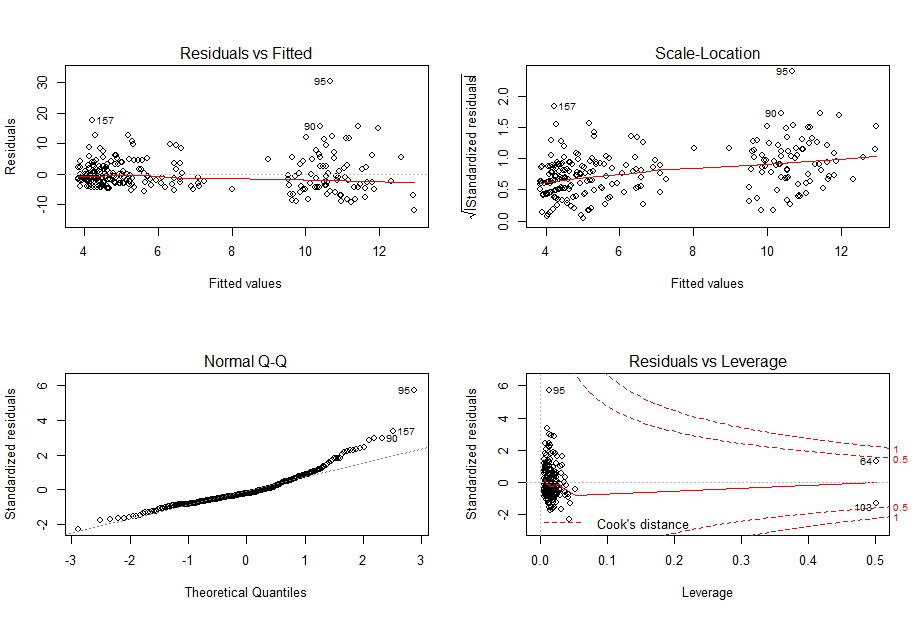 Residuals vs Fitted
Residuals
-10 0 10 20 30
95
157
90
4 6 8 10 12
Fitted values
Scale-Location
√|Standardized residuals|
0.0 0.5 1.0 1.5 2.0
95
157
90
4 6 8 10 12
Fitted values
Normal Q-Q
Standardized residuals
-2 0 2 4 6
95
157
90
-3 -2 -1 0 1 2 3
Theoretical Quantiles
Residuals vs Leverage
Standardized residuals
-2 0 2 4 6
95
1
0.5
64
103
0.5
1
Cook's distance
0.0 0.1 0.2 0.3 0.4 0.5
Leverage